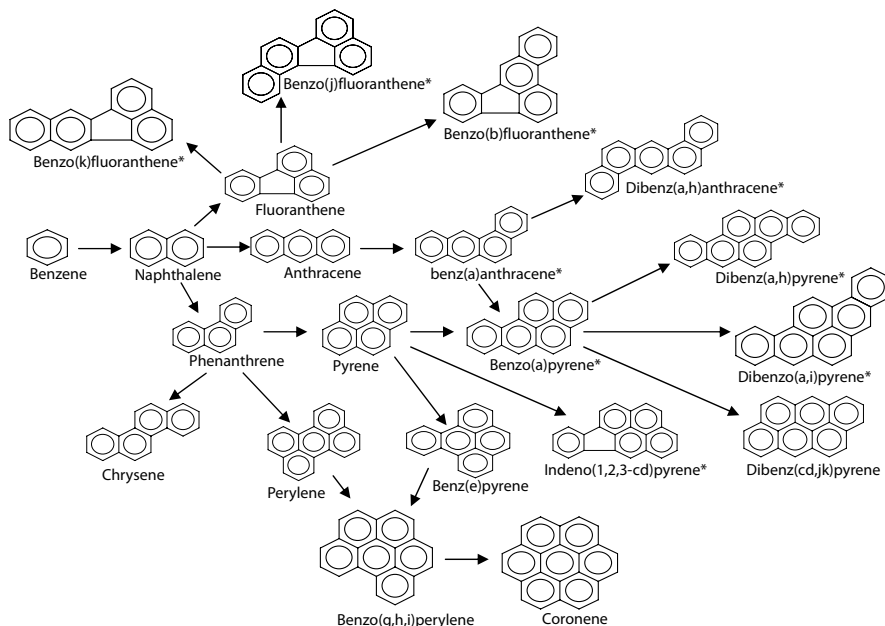 Benzo(j)fluoranthene*
Benzo(b)fluoranthene*
Benzo(k)fluoranthene*
Dibenz(a,h)anthracene*
Fluoranthene
Benzene
Naphthalene
Anthracene
benz(a)anthracene*
Dibenz(a,h)pyrene*
Phenanthrene
Pyrene
Benzo(a)pyrene*
Dibenzo(a,i)pyrene*
Chrysene
Perylene
Benz(e)pyrene
Indeno(1,2,3-cd)pyrene*
Dibenz(cd,jk)pyrene
Benzo(g,h,i)perylene
Coronene